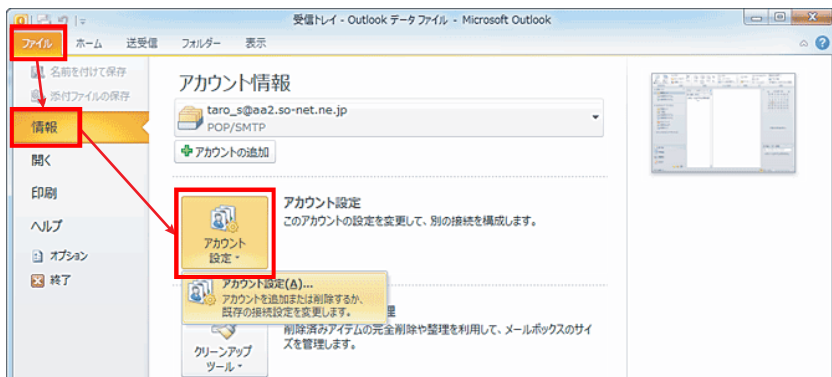 受信トレイ - Outlook データ ファイル - Microsoft Outlook
ファイル ホーム 送受信 フォルダー 表示
名前を付けて保存
添付ファイルの保存
情報
開く
印刷
ヘルプ
オプション
終了
アカウント情報
taro_s@aa2.so-net.ne.jp
POP/SMTP
アカウントの追加
アカウント
設定
アカウント設定
このアカウントの設定を変更して、別の接続を構成します。
アカウント設定(A)...
アカウントを追加または削除するか、
既存の接続設定を変更します。
理
クリーンアップ
ツール
削除済みアイテムの完全削除や整理を利用して、メールボックスのサイ
ズを管理します。